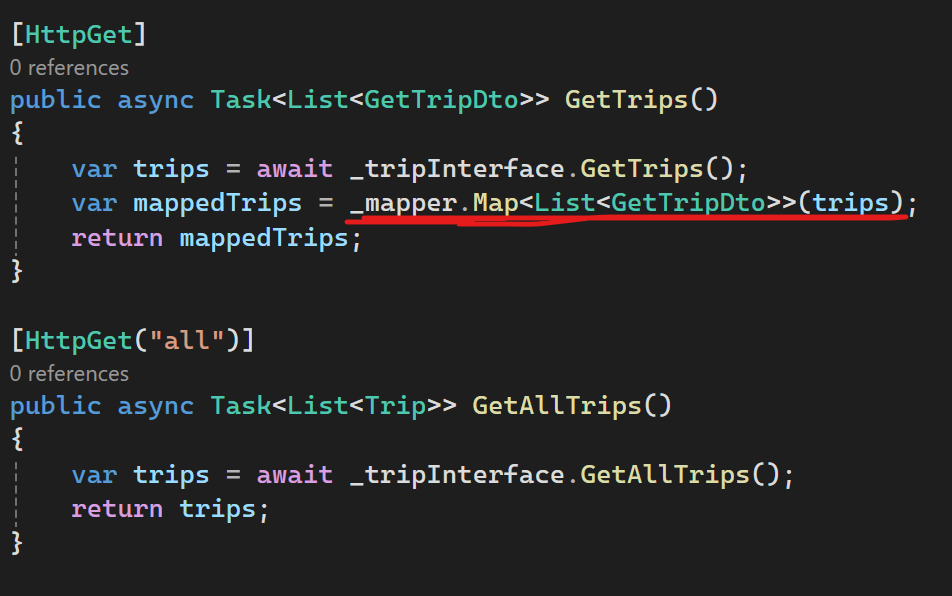 [HttpGet]
0 references
public async Task<List<GetTripDto>> GetTrips()
{
var trips = await _tripInterface.GetTrips();
var mappedTrips = _mapper.Map<List<GetTripDto>>(trips);
return mappedTrips;
}
[HttpGet("all")]
0 references
public async Task<List<Trip>> GetAllTrips()
{
var trips = await _tripInterface.GetAllTrips();
return trips;
}